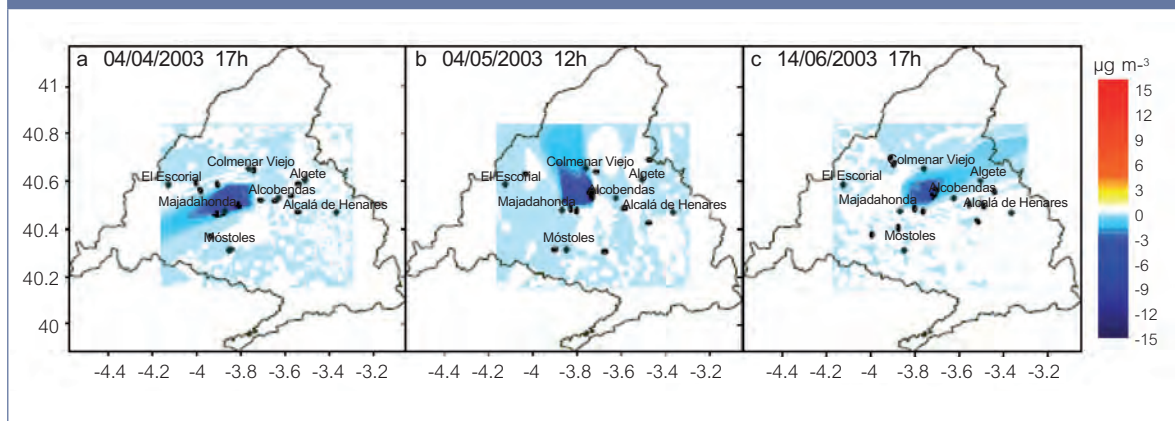 a 04/04/2003 17h
b 04/05/2003 12h
c 14/06/2003 17h
µg m-³
41
40.8
40.6
40.4
40.2
40
Colmenar Viejo
El Escorial
Algete
Alcobendas
Majadahonda
Alcalá de Henares
Móstoles
Colmenar Viejo
El Escorial
Algete
Alcobendas
Majadahonda
Alcalá de Henares
Móstoles
Colmenar Viejo
El Escorial
Algete
Alcobendas
Majadahonda
Alcalá de Henares
Móstoles
-4.4 -4.2 -4 -3.8 -3.6 -3.4 -3.2
-4.4 -4.2 -4 -3.8 -3.6 -3.4 -3.2
-4.4 -4.2 -4 -3.8 -3.6 -3.4 -3.2
15
9
6
3
0
-3
-6
-9
-12
-15